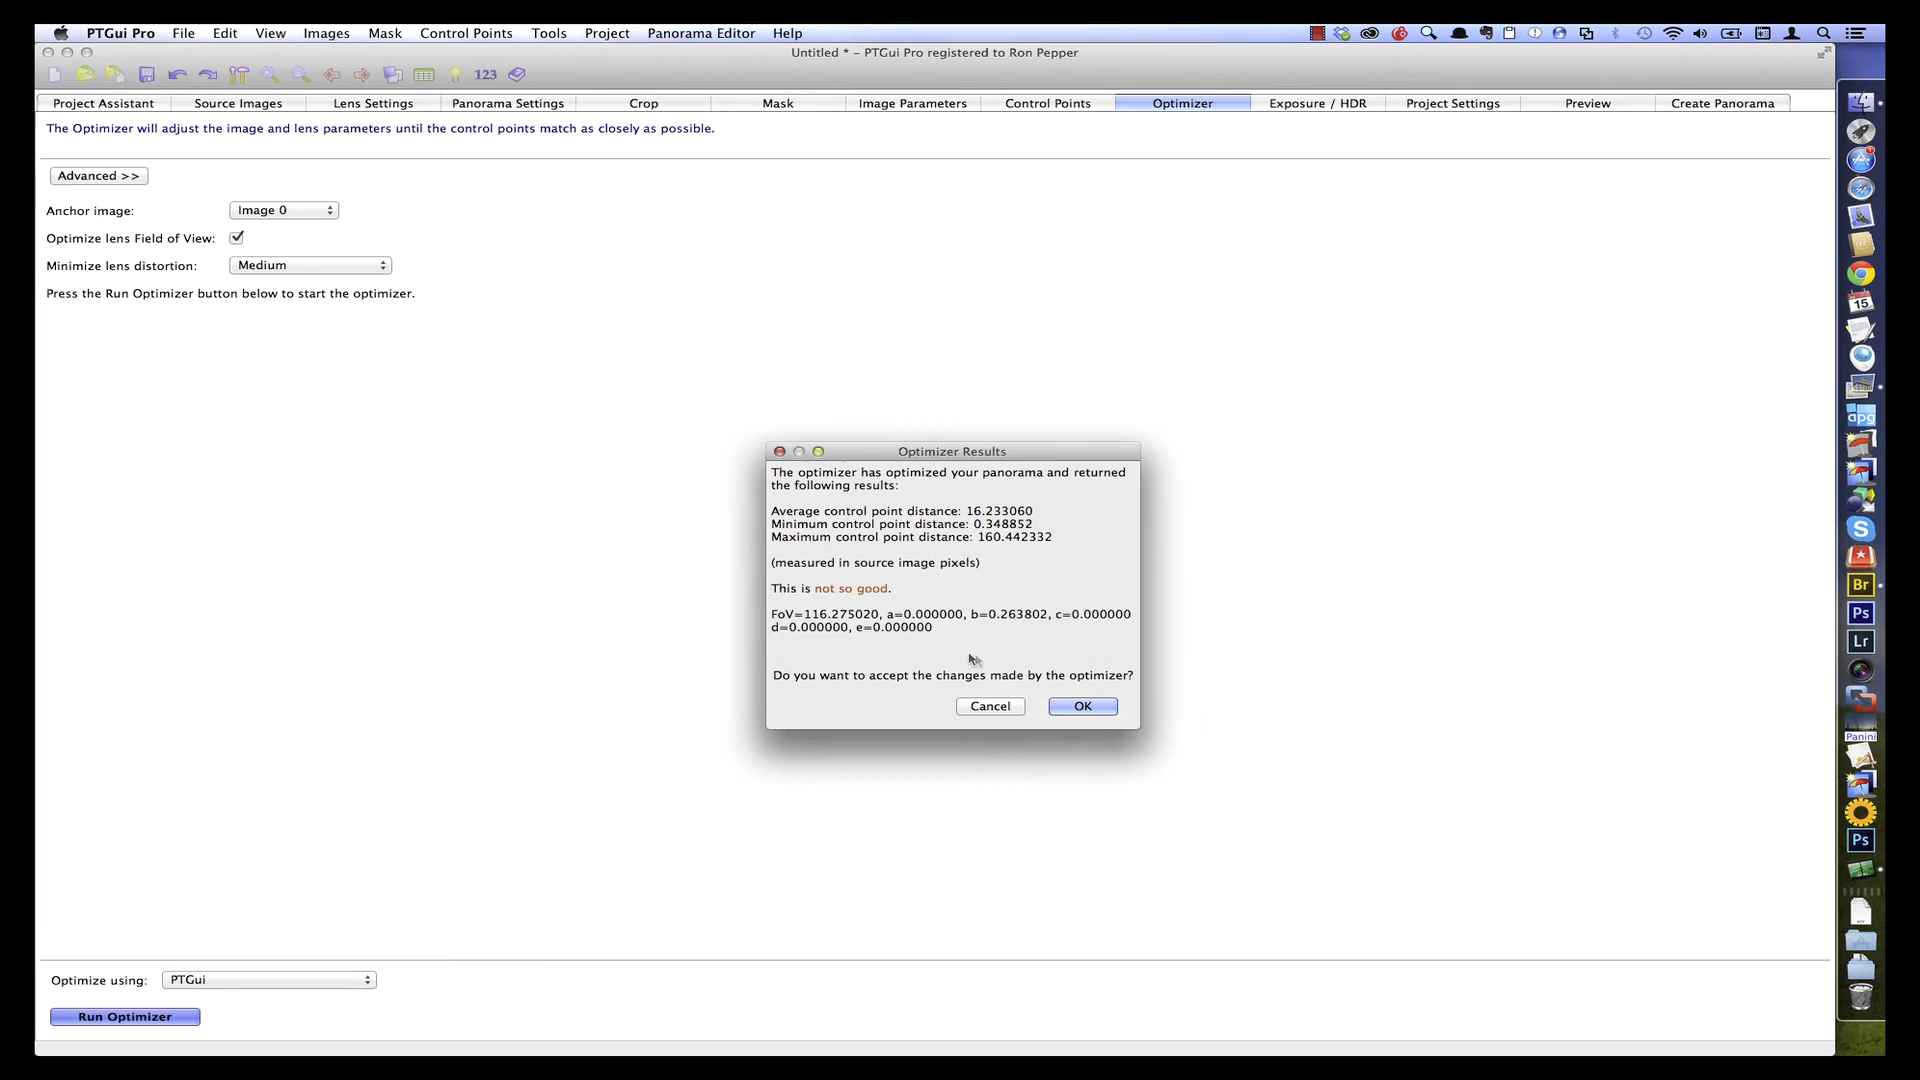 PTGui Pro File Edit View Images Mask Control Points Tools Project Panorama Editor Help
Untitled * – PTGui Pro registered to Ron Pepper
123
Project Assistant Source Images Lens Settings Panorama Settings Crop Mask Image Parameters Control Points Optimizer Exposure / HDR Project Settings Preview Create Panorama
The Optimizer will adjust the image and lens parameters until the control points match as closely as possible.
Advanced >>
Anchor image: Image 0
Optimize lens Field of View:
Minimize lens distortion: Medium
Press the Run Optimizer button below to start the optimizer.
Optimizer Results
The optimizer has optimized your panorama and returned
the following results:
Average control point distance: 16.233060
Minimum control point distance: 0.348852
Maximum control point distance: 160.442332
(measured in source image pixels)
This is not so good.
FoV=116.275020, a=0.000000, b=0.263802, c=0.000000
d=0.000000, e=0.000000
Do you want to accept the changes made by the optimizer?
Cancel OK
Optimize using: PTGui
Run Optimizer
15
apg
S
Br
Ps
Lr
Panini
Ps